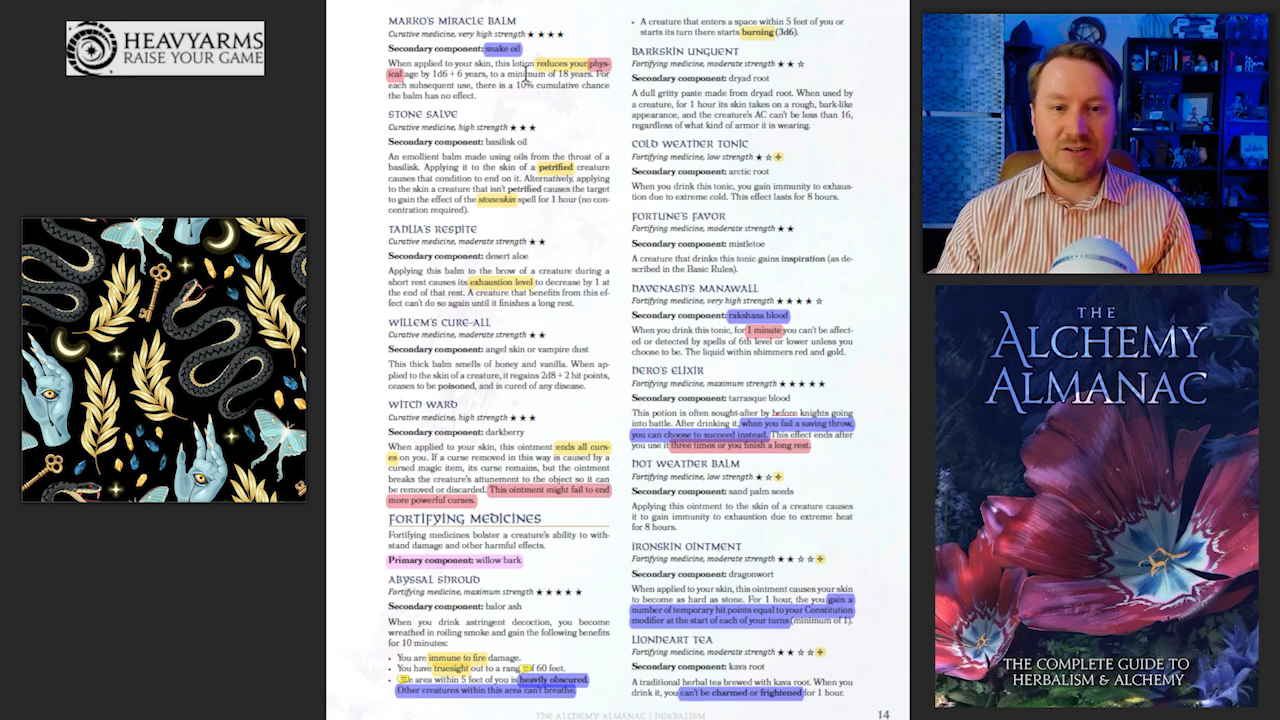 HEAVYARMS
RAISE YOUR GAME
MARKO'S MIRACLE BALM
Curative medicine, very high strength ★ ★ ★ ★
Secondary component: snake oil
When applied to your skin, this lotion reduces your phys-
ical age by 1d6 + 6 years, to a minimum of 18 years. For
each subsequent use, there is a 10% cumulative chance
the balm has no effect.
STONE SALVE
Curative medicine, high strength ★ ★ ★
Secondary component: basilisk oil
An emollient balm made using oils from the throat of a
basilisk. Applying it to the skin of a petrified creature
causes that condition to end on it. Alternatively, applying
to the skin a creature that isn't petrified causes the target
to gain the effect of the stoneskin spell for 1 hour (no con-
centration required).
TAHLIA'S RESPITE
Curative medicine, moderate strength ★ ★
Secondary component: desert aloe
Applying this balm to the brow of a creature during a
short rest causes its exhaustion level to decrease by 1 at
the end of that rest. A creature that benefits from this ef-
fect can't do so again until it finishes a long rest.
WILLEM'S CURE-ALL
Curative medicine, moderate strength ★ ★
Secondary component: angel skin or vampire dust
This thick balm smells of honey and vanilla. When ap-
plied to the skin of a creature, it regains 2d8 + 2 hit points,
ceases to be poisoned, and is cured of any disease.
WITCH WARD
Curative medicine, high strength ★ ★ ★
Secondary component: darkberry
When applied to your skin, this ointment ends all curs-
es on you. If a curse removed in this way is caused by a
cursed magic item, its curse remains, but the ointment
breaks the creature's attunement to the object so it can
be removed or discarded. This ointment might fail to end
more powerful curses.
FORTIFYING MEDICINES
Fortifying medicines bolster a creature's ability to with-
stand damage and other harmful effects.
Primary component: willow bark
ABYSSAL SHROUD
Fortifying medicine, maximum strength ★ ★ ★ ★ ★
Secondary component: balor ash
When you drink astringent decoction, you become
wreathed in roiling smoke and gain the following benefits
for 10 minutes:
• You are immune to fire damage.
• You have truesight out to a rang of 60 feet.
• e area within 5 feet of you is heavily obscured.
Other creatures within this area can't breathe.
• A creature that enters a space within 5 feet of you or
starts its turn there starts burning (3d6).
BARKSKIN UNGUENT
Fortifying medicine, moderate strength ★ ★ ☆
Secondary component: dryad root
A dull gritty paste made from dryad root. When used by
a creature, for 1 hour its skin takes on a rough, bark-like
appearance, and the creature's AC can't be less than 16,
regardless of what kind of armor it is wearing.
COLD WEATHER TONIC
Fortifying medicine, low strength ★ ☆ ✧
Secondary component: arctic root
When you drink this tonic, you gain immunity to exhaus-
tion due to extreme cold. This effect lasts for 8 hours.
FORTUNE'S FAVOR
Fortifying medicine, moderate strength ★ ★
Secondary component: mistletoe
A creature that drinks this tonic gains inspiration (as de-
scribed in the Basic Rules).
HAVENASH'S MANAWALL
Fortifying medicine, very high strength ★ ★ ★ ★ ☆
Secondary component: rakshasa blood
When you drink this tonic, for 1 minute you can't be affect-
ed or detected by spells of 6th level or lower unless you
choose to be. The liquid within shimmers red and gold.
HERO'S ELIXIR
Fortifying medicine, maximum strength ★ ★ ★ ★ ★
Secondary component: tarrasque blood
This potion is often sought-after by before knights going
into battle. After drinking it, when you fail a saving throw,
you can choose to succeed instead. This effect ends after
you use it three times or you finish a long rest.
HOT WEATHER BALM
Fortifying medicine, low strength ★ ☆ ✧
Secondary component: sand palm seeds
Applying this ointment to the skin of a creature causes
it to gain immunity to exhaustion due to extreme heat
for 8 hours.
IRONSKIN OINTMENT
Fortifying medicine, moderate strength ★ ★ ☆ ☆ ✧
Secondary component: dragonwort
When applied to your skin, this ointment causes your skin
to become as hard as stone. For 1 hour, the you gain a
number of temporary hit points equal to your Constitution
modifier at the start of each of your turns (minimum of 1).
LIONHEART TEA
Fortifying medicine, moderate strength ★ ★ ☆ ☆ ✧
Secondary component: kava root
A traditional herbal tea brewed with kava root. When you
drink it, you can't be charmed or frightened for 1 hour.
THE ALCHEMY ALMANAC | HERBALISM
14
THE
ALCHEMY
ALMANAC
THE COMPLETE GUIDE TO
HERBALISM & ALCHEMY